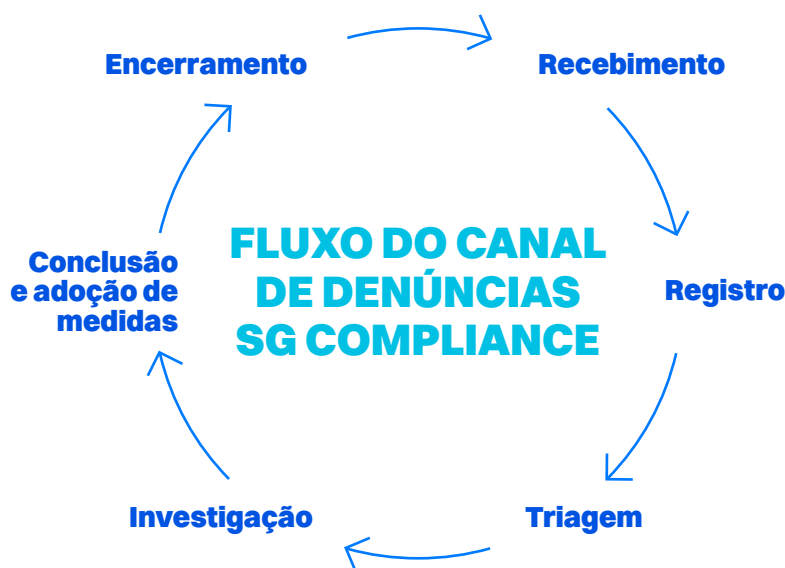 Encerramento
Recebimento
FLUXO DO CANAL
DE DENÚNCIAS
SG COMPLIANCE
Conclusão
e adoção de
medidas
Registro
Investigação
Triagem